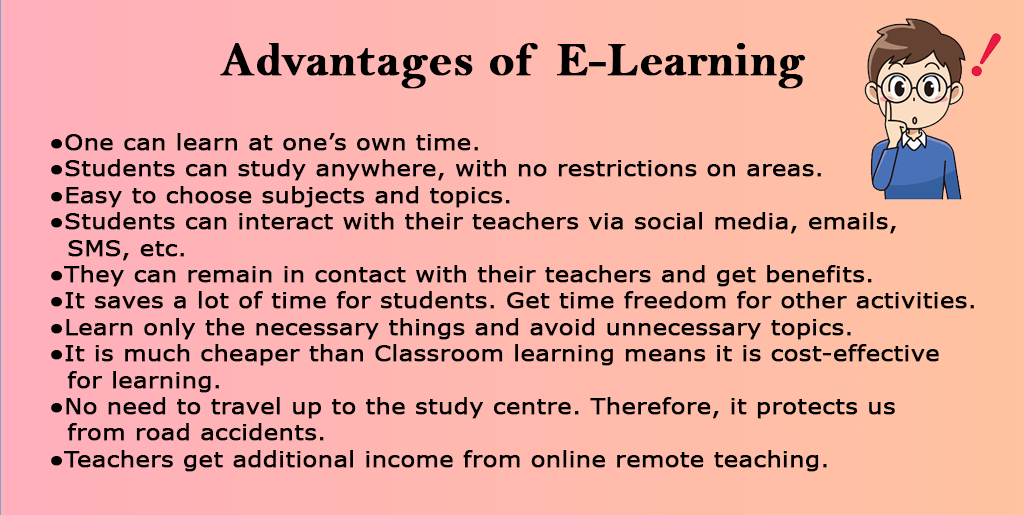 Advantages of E-Learning
●One can learn at one’s own time.
●Students can study anywhere, with no restrictions on areas.
●Easy to choose subjects and topics.
●Students can interact with their teachers via social media, emails,
SMS, etc.
●They can remain in contact with their teachers and get benefits.
●It saves a lot of time for students. Get time freedom for other activities.
●Learn only the necessary things and avoid unnecessary topics.
●It is much cheaper than Classroom learning means it is cost-effective
for learning.
●No need to travel up to the study centre. Therefore, it protects us
from road accidents.
●Teachers get additional income from online remote teaching.